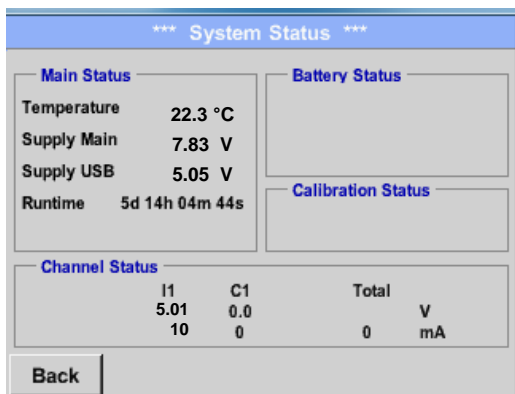 *** System Status ***
Main Status
Temperature 22.3 °C
Supply Main 7.83 V
Supply USB 5.05 V
Runtime 5d 14h 04m 44s
Battery Status
Calibration Status
Channel Status
I1 C1 Total
5.01 0.0 V
10 0 0 mA
Back